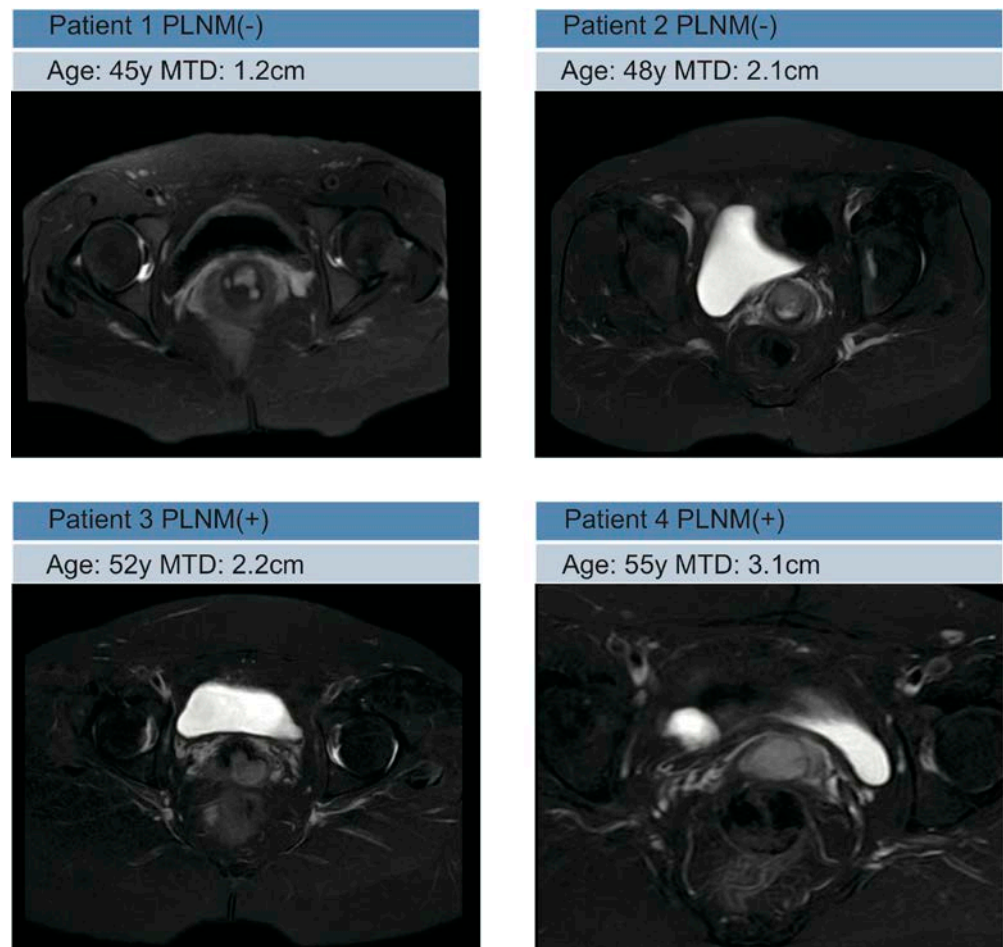 Patient 1 PLNM(-)
Age: 45y MTD: 1.2cm
Patient 2 PLNM(-)
Age: 48y MTD: 2.1cm
Patient 3 PLNM(+)
Age: 52y MTD: 2.2cm
Patient 4 PLNM(+)
Age: 55y MTD: 3.1cm